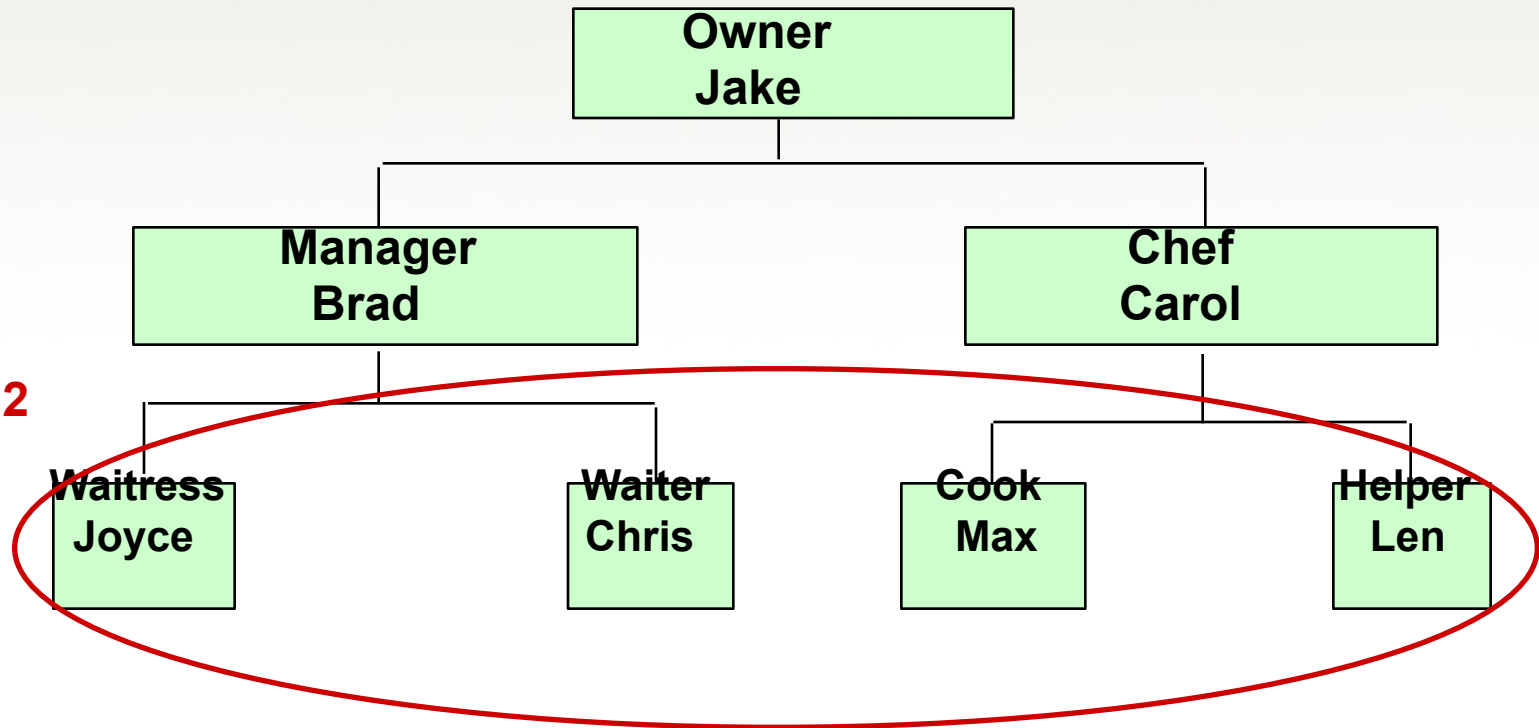 Owner
Jake
Manager
Brad
Chef
Carol
2
Waitress
Joyce
Waiter
Chris
Cook
Max
Helper
Len